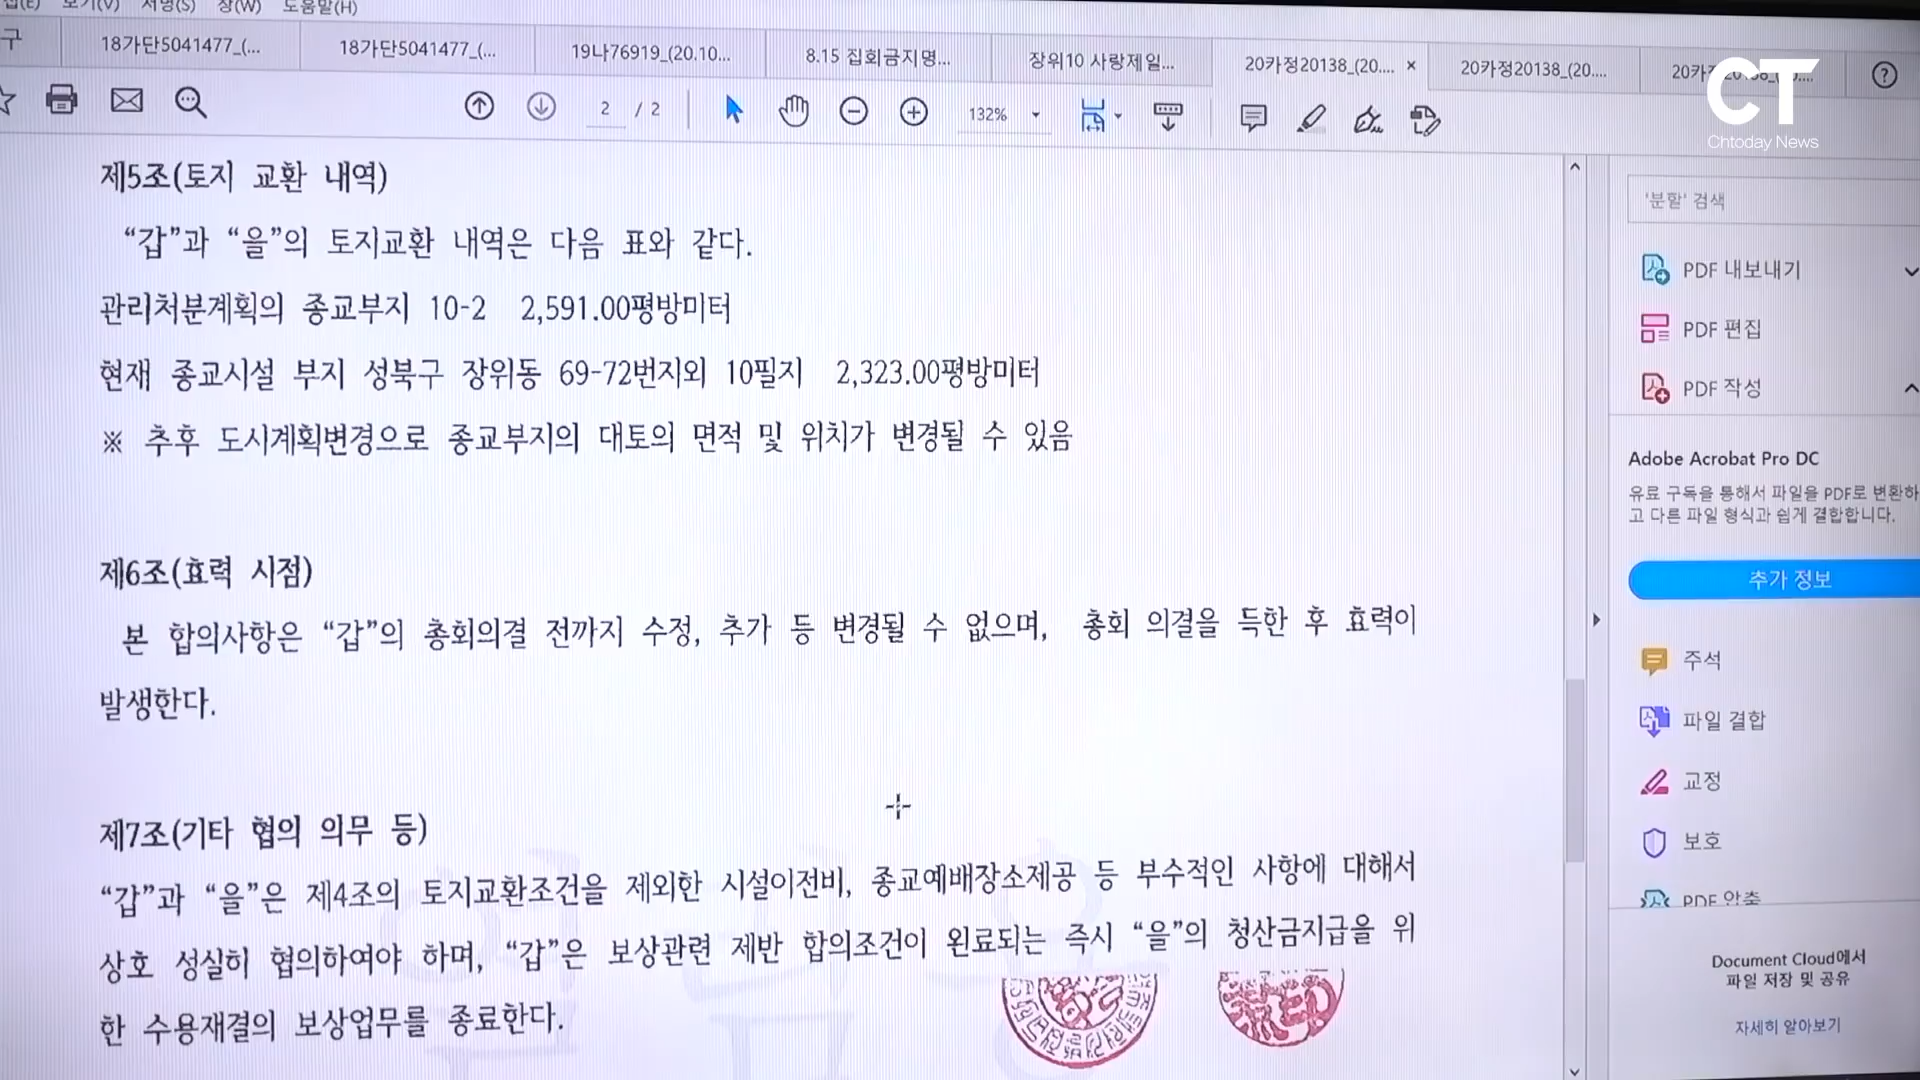 보기(V) 서명(S) 창(W) 도움말(H)
구 18가단5041477_(... 18가단5041477_(... 19나76919_(20.10... 8.15 집회금지명... 장위10 사랑제일... 20카정20138_(20.... × 20카정20138_(20....
CT
Chtoday News
2 / 2 132%
제5조(토지 교환 내역)
“갑”과 “을”의 토지교환 내역은 다음 표와 같다.
관리처분계획의 종교부지 10-2 2,591.00평방미터
현재 종교시설 부지 성북구 장위동 69-72번지외 10필지 2,323.00평방미터
※ 추후 도시계획변경으로 종교부지의 대토의 면적 및 위치가 변경될 수 있음
제6조(효력 시점)
본 합의사항은 “갑”의 총회의결 전까지 수정, 추가 등 변경될 수 없으며, 총회 의결을 득한 후 효력이
발생한다.
제7조(기타 협의 의무 등)
“갑”과 “을”은 제4조의 토지교환조건을 제외한 시설이전비, 종교예배장소제공 등 부수적인 사항에 대해서
상호 성실히 협의하여야 하며, “갑”은 보상관련 제반 합의조건이 완료되는 즉시 “을”의 청산금지급을 위
한 수용재결의 보상업무를 종료한다.
'분할' 검색
PDF 내보내기
PDF 편집
PDF 작성
Adobe Acrobat Pro DC
유료 구독을 통해서 파일을 PDF로 변환하
고 다른 파일 형식과 쉽게 결합합니다.
추가 정보
주석
파일 결합
교정
보호
PDF 압축
Document Cloud에서
파일 저장 및 공유
자세히 알아보기